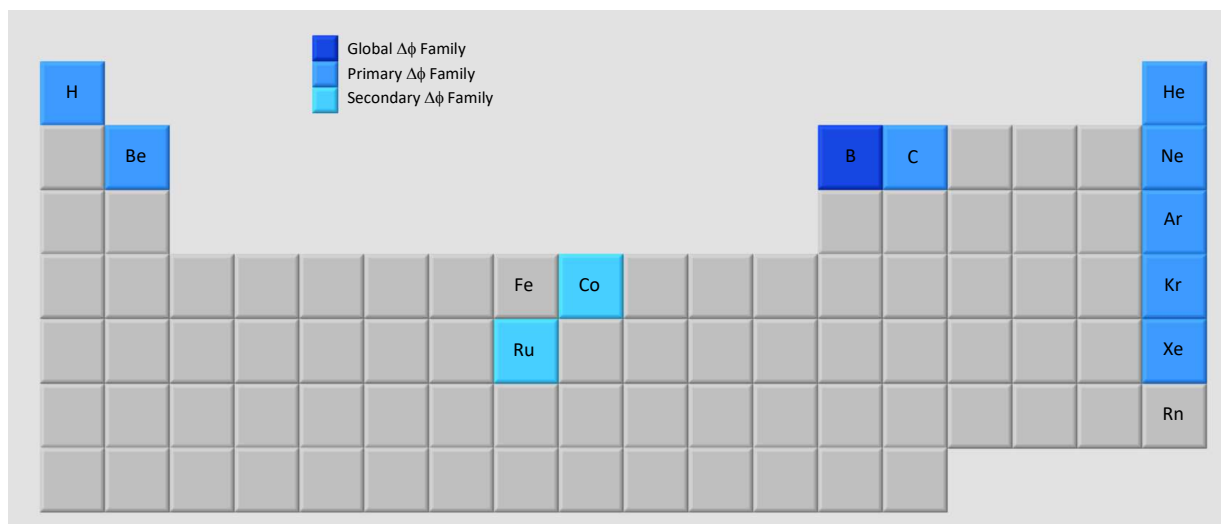 Global Δϕ Family
Primary Δϕ Family
Secondary Δϕ Family
H
He
Be
B
C
Ne
Ar
Fe
Co
Kr
Ru
Xe
Rn